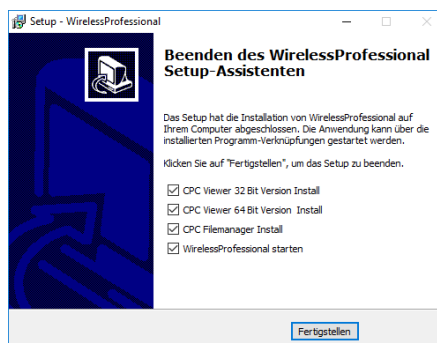 Setup - WirelessProfessional
Beenden des WirelessProfessional
Setup-Assistenten
Das Setup hat die Installation von WirelessProfessional auf
Ihrem Computer abgeschlossen. Die Anwendung kann über die
installierten Programm-Verknüpfungen gestartet werden.
Klicken Sie auf "Fertigstellen", um das Setup zu beenden.
CPC Viewer 32 Bit Version Install
CPC Viewer 64 Bit Version Install
CPC Filemanager Install
WirelessProfessional starten
Fertigstellen